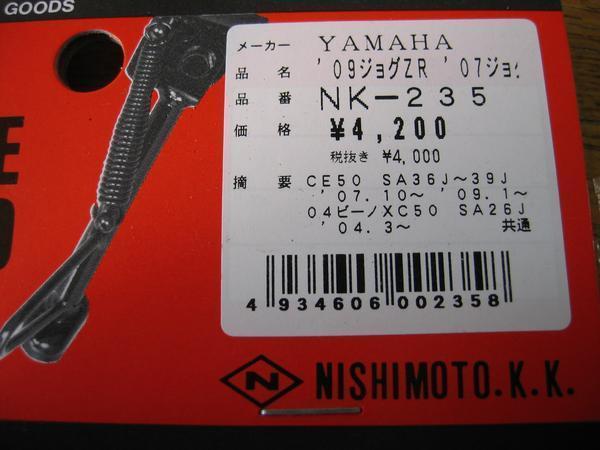 GOODS
メーカー YAMAHA
品名 '09ジョグZR '07ジョグ
品番 NK-235
価格 ¥4,200
税抜き ¥4,000
摘要 CE50 SA36J～39J
'07.10～ '09.1～
04ビーノXC50 SA26J
'04.3～ 共通
4 934606 002358
E
N NISHIMOTO.K.K.